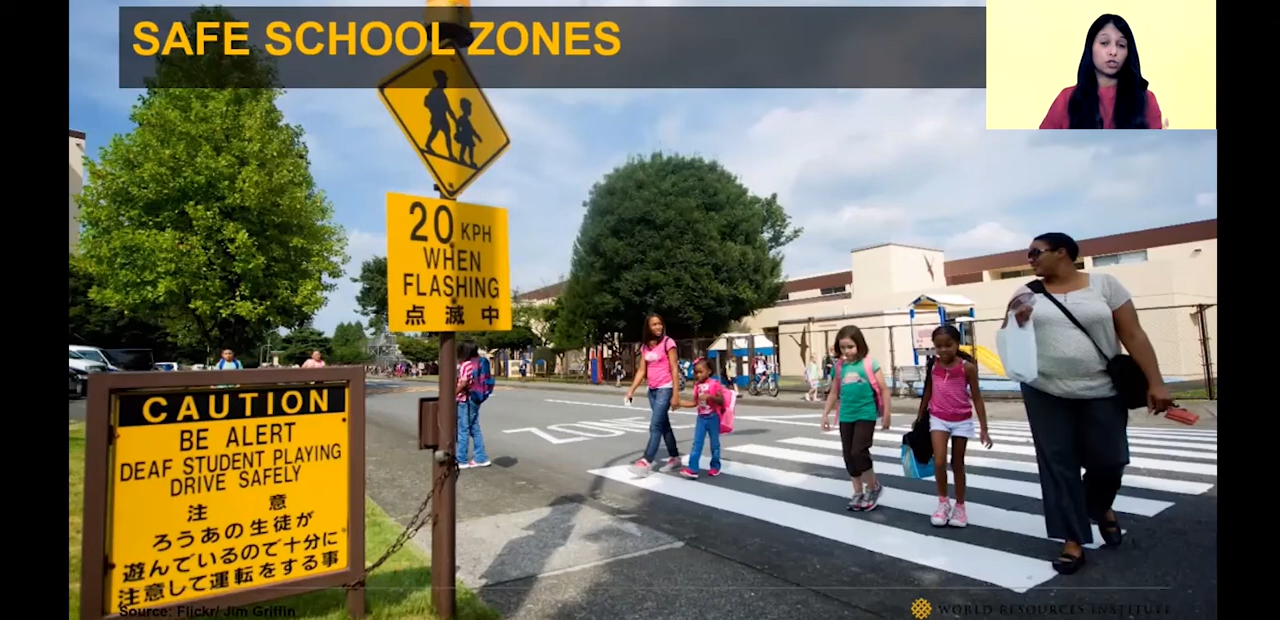 SAFE SCHOOL ZONES
20 KPH
WHEN
FLASHING
点滅中
CAUTION
BE ALERT
DEAF STUDENT PLAYING
DRIVE SAFELY
注 意
ろうあの生徒が
遊んでいるので十分に
注意して運転をする事
ZONE
Source: Flickr/ Jim Griffin
WORLD RESOURCES INSTITUTE